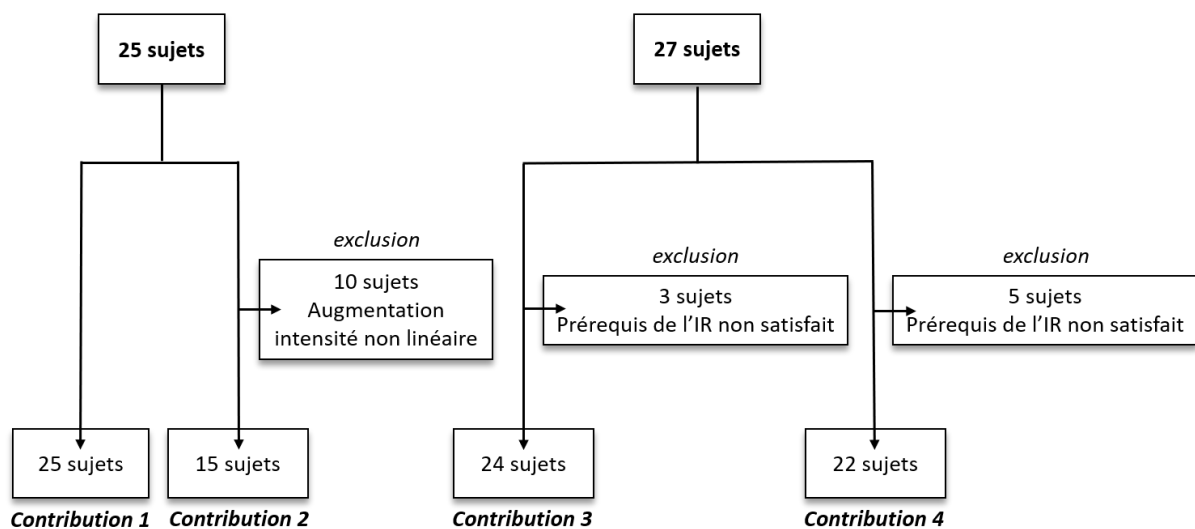 25 sujets
27 sujets
exclusion
10 sujets
Augmentation
intensité non linéaire
exclusion
3 sujets
Prérequis de l’IR non satisfait
exclusion
5 sujets
Prérequis de l’IR non satisfait
25 sujets
15 sujets
24 sujets
22 sujets
Contribution 1
Contribution 2
Contribution 3
Contribution 4